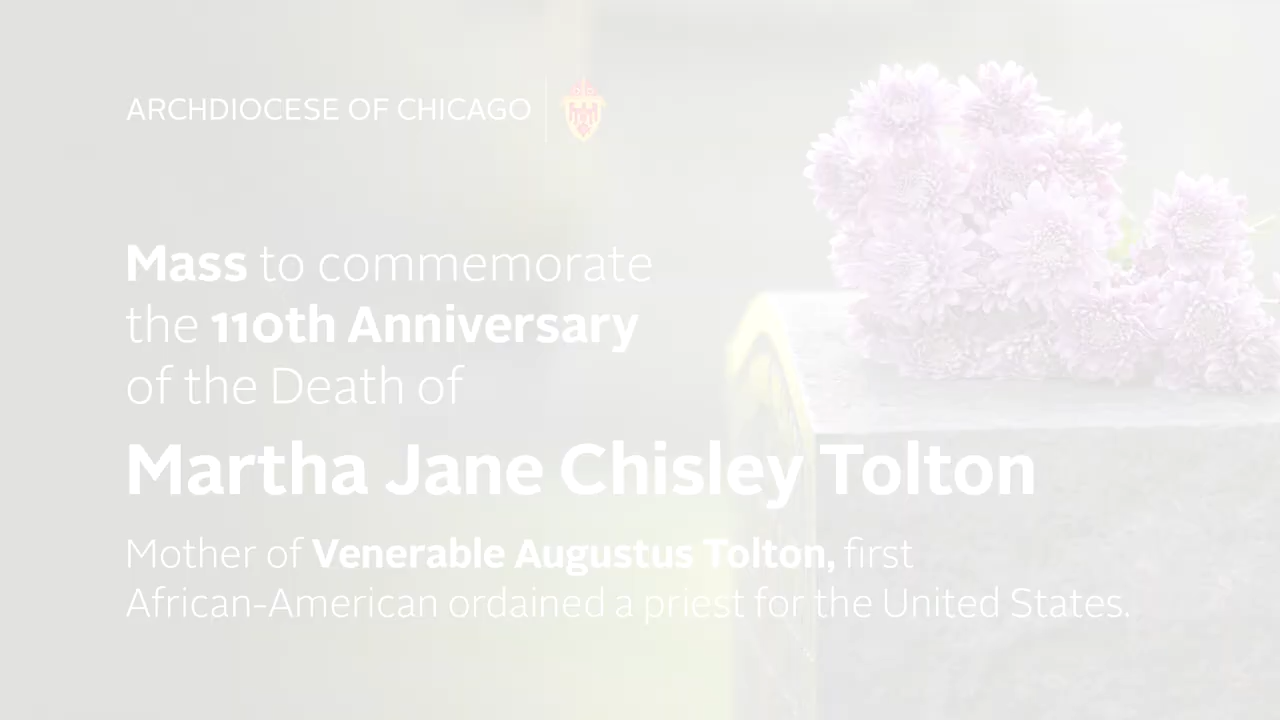 ARCHDIOCESE OF CHICAGO
Mass to commemorate
the 110th Anniversary
of the Death of
Martha Jane Chisley Tolton
Mother of Venerable Augustus Tolton, first
African-American ordained a priest for the United States.